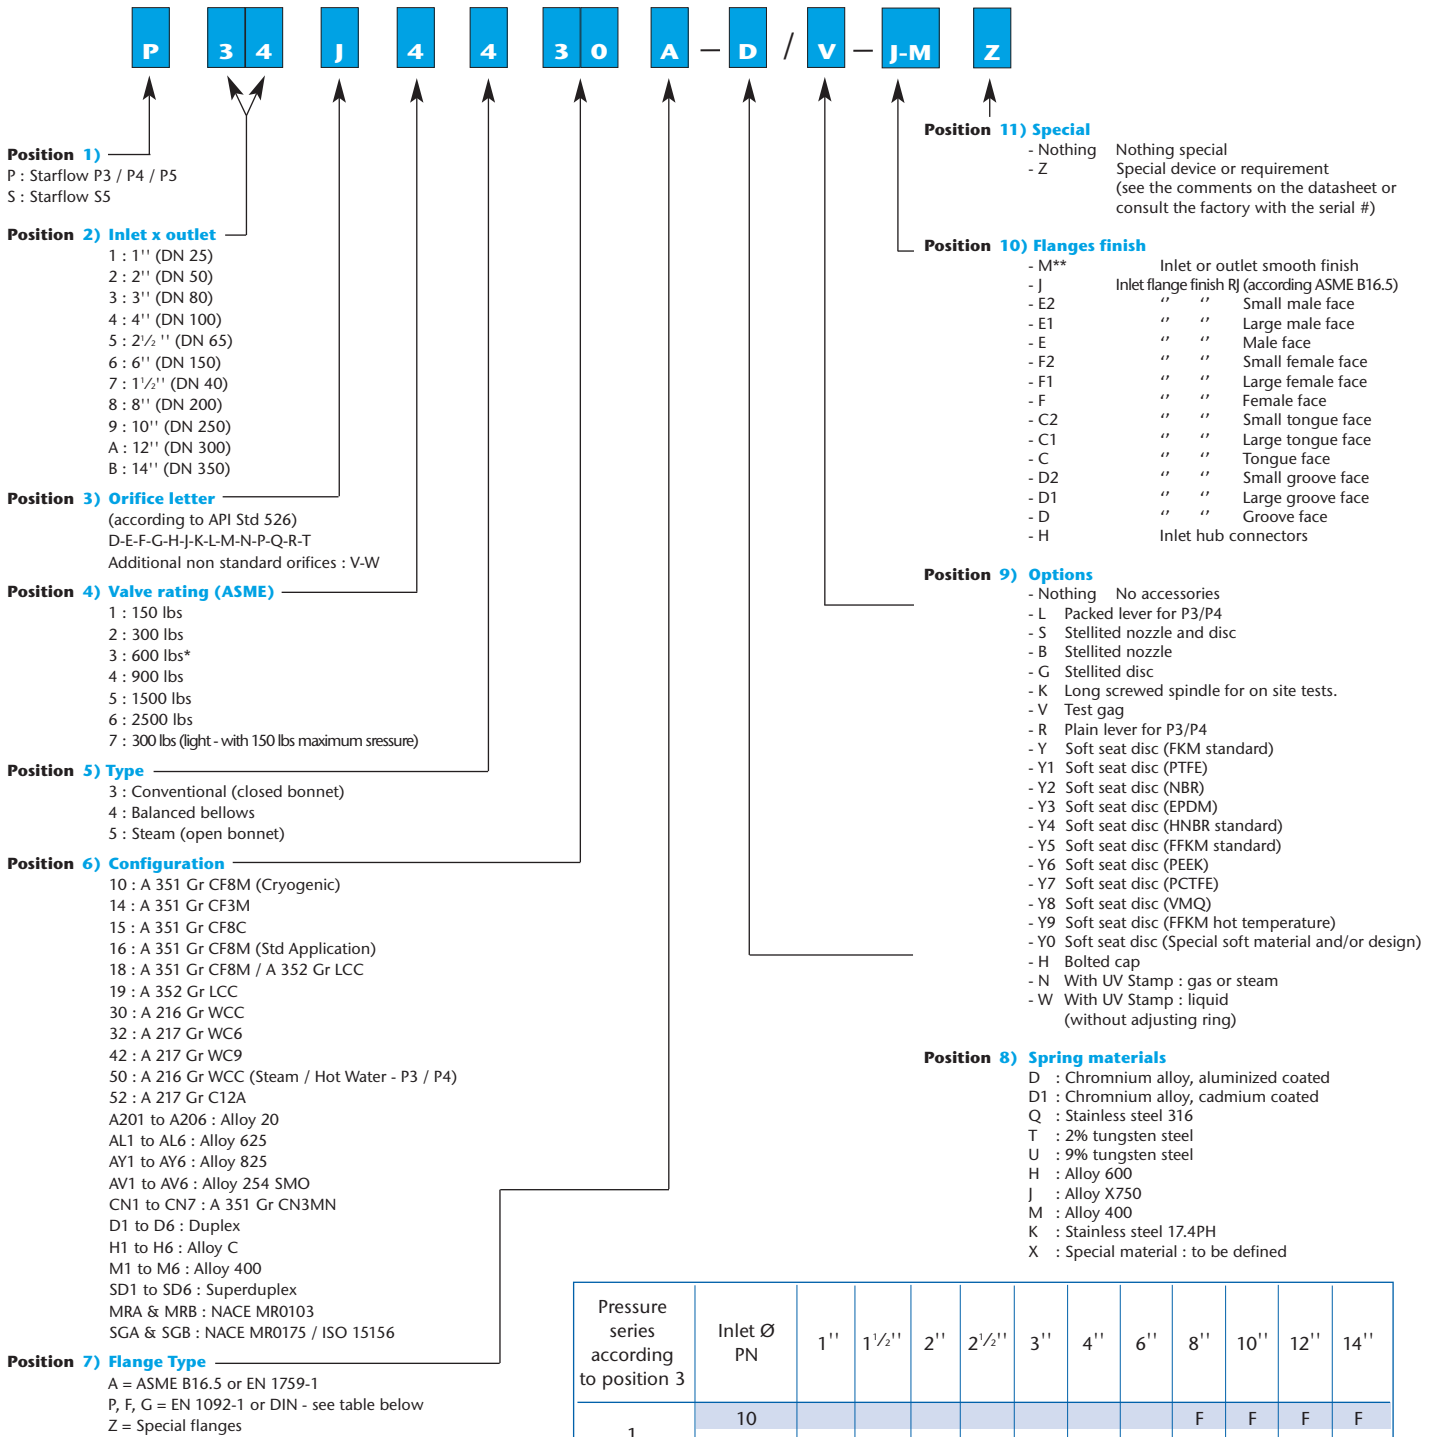 P 3 4 J 4 4 3 0 A – D / V – J-M Z
Position 1)
P : Starflow P3 / P4 / P5
S : Starflow S5
Position 2) Inlet x outlet
1 : 1'' (DN 25)
2 : 2'' (DN 50)
3 : 3'' (DN 80)
4 : 4'' (DN 100)
5 : 2½ '' (DN 65)
6 : 6'' (DN 150)
7 : 1½'' (DN 40)
8 : 8'' (DN 200)
9 : 10'' (DN 250)
A : 12'' (DN 300)
B : 14'' (DN 350)
Position 3) Orifice letter
(according to API Std 526)
D-E-F-G-H-J-K-L-M-N-P-Q-R-T
Additional non standard orifices : V-W
Position 4) Valve rating (ASME)
1 : 150 lbs
2 : 300 lbs
3 : 600 lbs*
4 : 900 lbs
5 : 1500 lbs
6 : 2500 lbs
7 : 300 lbs (light - with 150 lbs maximum sressure)
Position 5) Type
3 : Conventional (closed bonnet)
4 : Balanced bellows
5 : Steam (open bonnet)
Position 6) Configuration
10 : A 351 Gr CF8M (Cryogenic)
14 : A 351 Gr CF3M
15 : A 351 Gr CF8C
16 : A 351 Gr CF8M (Std Application)
18 : A 351 Gr CF8M / A 352 Gr LCC
19 : A 352 Gr LCC
30 : A 216 Gr WCC
32 : A 217 Gr WC6
42 : A 217 Gr WC9
50 : A 216 Gr WCC (Steam / Hot Water - P3 / P4)
52 : A 217 Gr C12A
A201 to A206 : Alloy 20
AL1 to AL6 : Alloy 625
AY1 to AY6 : Alloy 825
AV1 to AV6 : Alloy 254 SMO
CN1 to CN7 : A 351 Gr CN3MN
D1 to D6 : Duplex
H1 to H6 : Alloy C
M1 to M6 : Alloy 400
SD1 to SD6 : Superduplex
MRA & MRB : NACE MR0103
SGA & SGB : NACE MR0175 / ISO 15156
Position 7) Flange Type
A = ASME B16.5 or EN 1759-1
P, F, G = EN 1092-1 or DIN - see table below
Z = Special flanges
Position 11) Special
- Nothing Nothing special
- Z Special device or requirement
(see the comments on the datasheet or
consult the factory with the serial #)
Position 10) Flanges finish
- M** Inlet or outlet smooth finish
- J Inlet flange finish RJ (according ASME B16.5)
- E2 '' '' Small male face
- E1 '' '' Large male face
- E '' '' Male face
- F2 '' '' Small female face
- F1 '' '' Large female face
- F '' '' Female face
- C2 '' '' Small tongue face
- C1 '' '' Large tongue face
- C '' '' Tongue face
- D2 '' '' Small groove face
- D1 '' '' Large groove face
- D '' '' Groove face
- H Inlet hub connectors
Position 9) Options
- Nothing No accessories
- L Packed lever for P3/P4
- S Stellited nozzle and disc
- B Stellited nozzle
- G Stellited disc
- K Long screwed spindle for on site tests.
- V Test gag
- R Plain lever for P3/P4
- Y Soft seat disc (FKM standard)
- Y1 Soft seat disc (PTFE)
- Y2 Soft seat disc (NBR)
- Y3 Soft seat disc (EPDM)
- Y4 Soft seat disc (HNBR standard)
- Y5 Soft seat disc (FFKM standard)
- Y6 Soft seat disc (PEEK)
- Y7 Soft seat disc (PCTFE)
- Y8 Soft seat disc (VMQ)
- Y9 Soft seat disc (FFKM hot temperature)
- Y0 Soft seat disc (Special soft material and/or design)
- H Bolted cap
- N With UV Stamp : gas or steam
- W With UV Stamp : liquid
(without adjusting ring)
Position 8) Spring materials
D : Chromnium alloy, aluminized coated
D1 : Chromnium alloy, cadmium coated
Q : Stainless steel 316
T : 2% tungsten steel
U : 9% tungsten steel
H : Alloy 600
J : Alloy X750
M : Alloy 400
K : Stainless steel 17.4PH
X : Special material : to be defined
Pressure
series
according
to position 3
Inlet Ø
PN
1'' 1½'' 2'' 2½'' 3'' 4'' 6'' 8'' 10'' 12'' 14''
1
10 F F F F